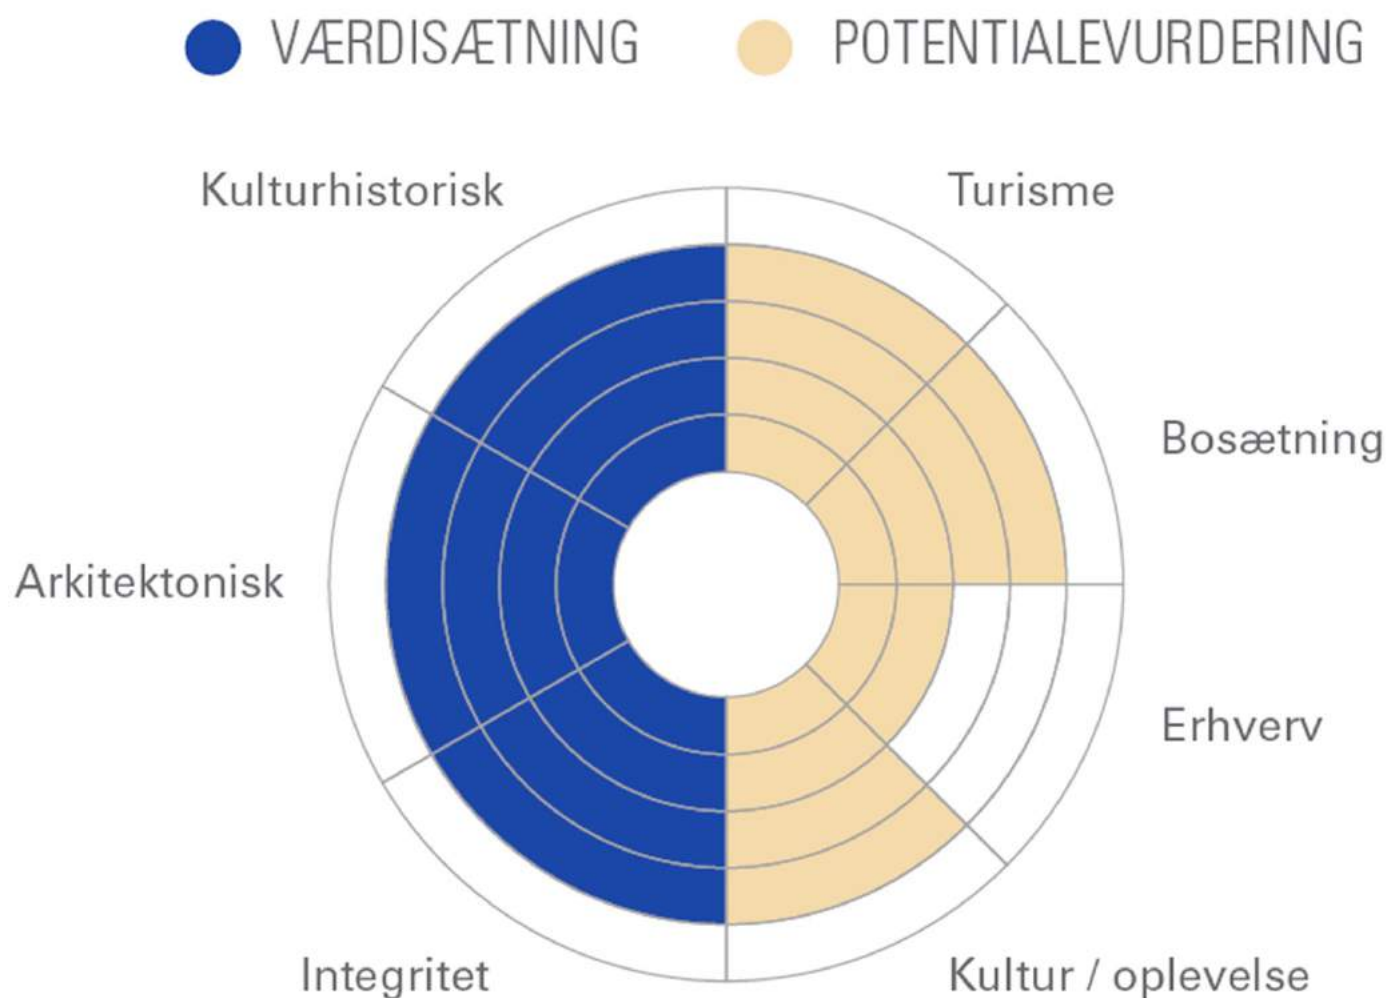 VÆRDISÆTNING
POTENTIALEVURDERING
Kulturhistorisk
Turisme
Bosætning
Arkitektonisk
Erhverv
Integritet
Kultur / oplevelse